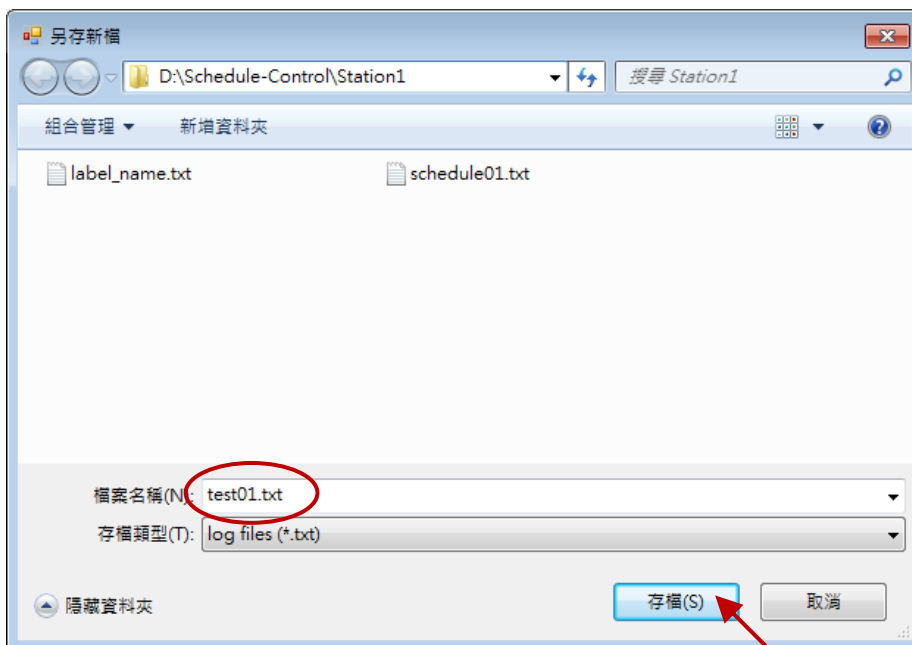 另存新檔
D:\Schedule-Control\Station1 搜尋 Station1
組合管理 新增資料夾
label_name.txt schedule01.txt
檔案名稱(N): test01.txt
存檔類型(T): log files (*.txt)
隱藏資料夾 存檔(S) 取消